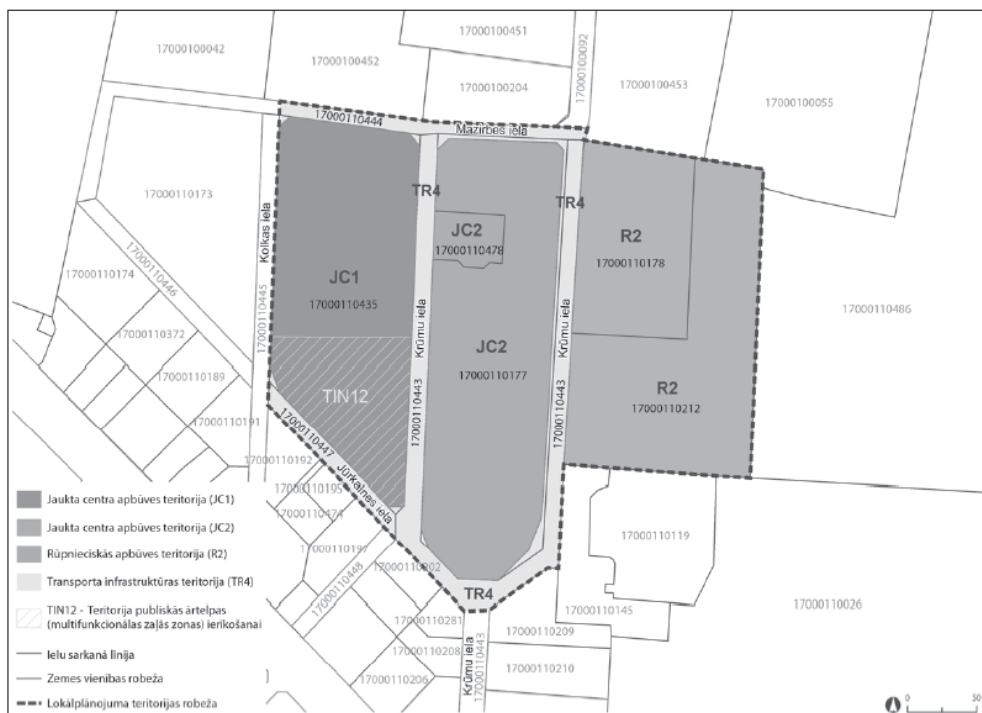 17000100451
17000100042
17000100452
17000100092
17000100204
17000100453
17000100055
17000110444
Mazirbes iela
17000110173
TR4
TR4
JC2
17000110478
R2
17000110178
Kolkas iela
17000110445
17000110174
17000110446
JC1
17000110435
17000110486
Krūmu iela
Krūmu iela
17000110372
JC2
17000110177
17000110189
TIN12
R2
17000110212
17000110443
17000110443
17000110191
17000110447
Jūrkalnes iela
17000110192
17000110195
17000110474
17000110197
17000110448
17000110202
17000110119
17000110026
TR4
17000110145
17000110281
17000110209
17000110208
17000110210
17000110206
Krūmu iela
17000110443
Jaukta centra apbūves teritorija (JC1)
Jaukta centra apbūves teritorija (JC2)
Rūpnieciskās apbūves teritorija (R2)
Transporta infrastruktūras teritorija (TR4)
TIN12 - Teritorija publiskās ārtelpas
(multifunkcionālas zaļās zonas) ierīkošanai
Ielu sarkanā līnija
Zemes vienības robeža
Lokālplānojuma teritorijas robeža
0 50